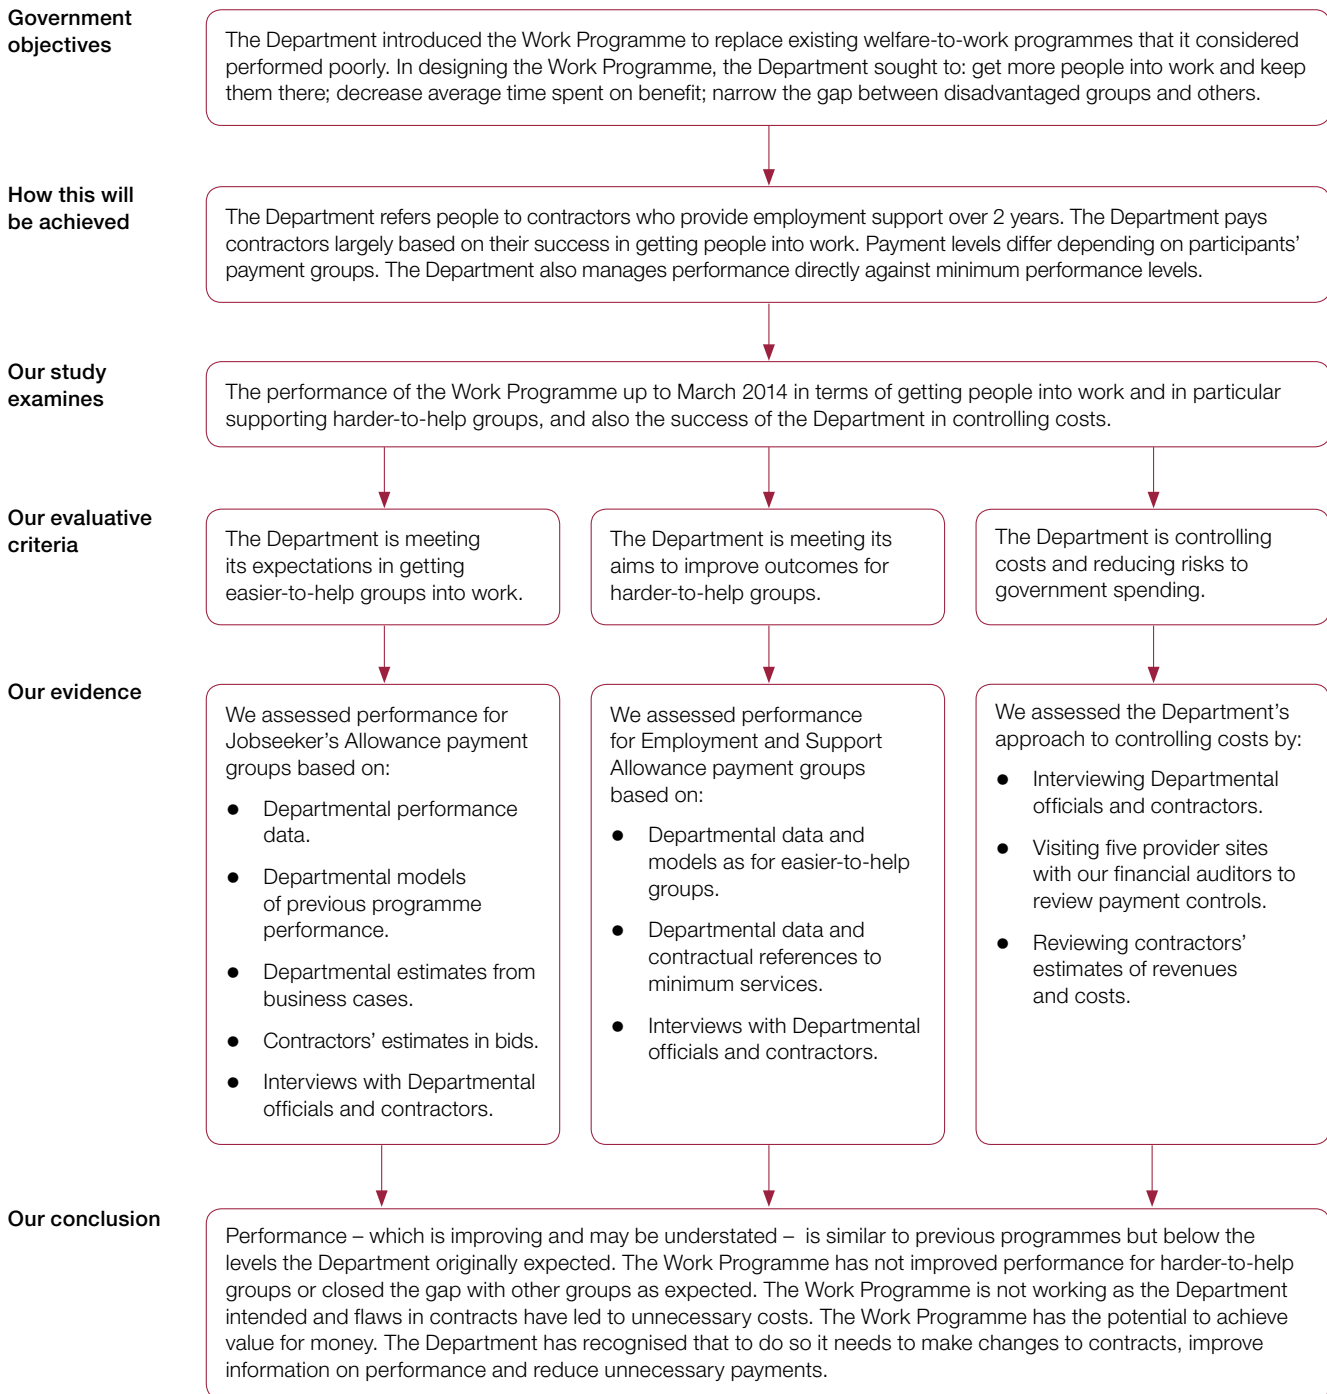 Government
objectives
The Department introduced the Work Programme to replace existing welfare-to-work programmes that it considered
performed poorly. In designing the Work Programme, the Department sought to: get more people into work and keep
them there; decrease average time spent on benefit; narrow the gap between disadvantaged groups and others.
How this will
be achieved
The Department refers people to contractors who provide employment support over 2 years. The Department pays
contractors largely based on their success in getting people into work. Payment levels differ depending on participants’
payment groups. The Department also manages performance directly against minimum performance levels.
Our study
examines
The performance of the Work Programme up to March 2014 in terms of getting people into work and in particular
supporting harder-to-help groups, and also the success of the Department in controlling costs.
Our evaluative
criteria
The Department is meeting
its expectations in getting
easier-to-help groups into work.
The Department is meeting its
aims to improve outcomes for
harder-to-help groups.
The Department is controlling
costs and reducing risks to
government spending.
Our evidence
We assessed performance for
Jobseeker’s Allowance payment
groups based on:
● Departmental performance
data.
● Departmental models
of previous programme
performance.
● Departmental estimates from
business cases.
● Contractors’ estimates in bids.
● Interviews with Departmental
officials and contractors.
We assessed performance
for Employment and Support
Allowance payment groups
based on:
● Departmental data and
models as for easier-to-help
groups.
● Departmental data and
contractual references to
minimum services.
● Interviews with Departmental
officials and contractors.
We assessed the Department’s
approach to controlling costs by:
● Interviewing Departmental
officials and contractors.
● Visiting five provider sites
with our financial auditors to
review payment controls.
● Reviewing contractors’
estimates of revenues
and costs.
Our conclusion
Performance – which is improving and may be understated – is similar to previous programmes but below the
levels the Department originally expected. The Work Programme has not improved performance for harder-to-help
groups or closed the gap with other groups as expected. The Work Programme is not working as the Department
intended and flaws in contracts have led to unnecessary costs. The Work Programme has the potential to achieve
value for money. The Department has recognised that to do so it needs to make changes to contracts, improve
information on performance and reduce unnecessary payments.